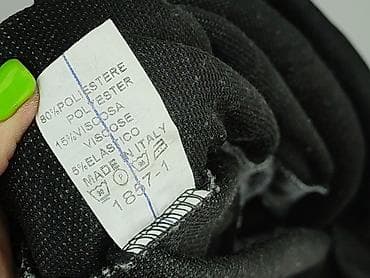 80%POLIESTERE
POLYESTER
15%VISCOSA
VISCOSE
5%ELASTICO
MADE IN ITALY
1857-1